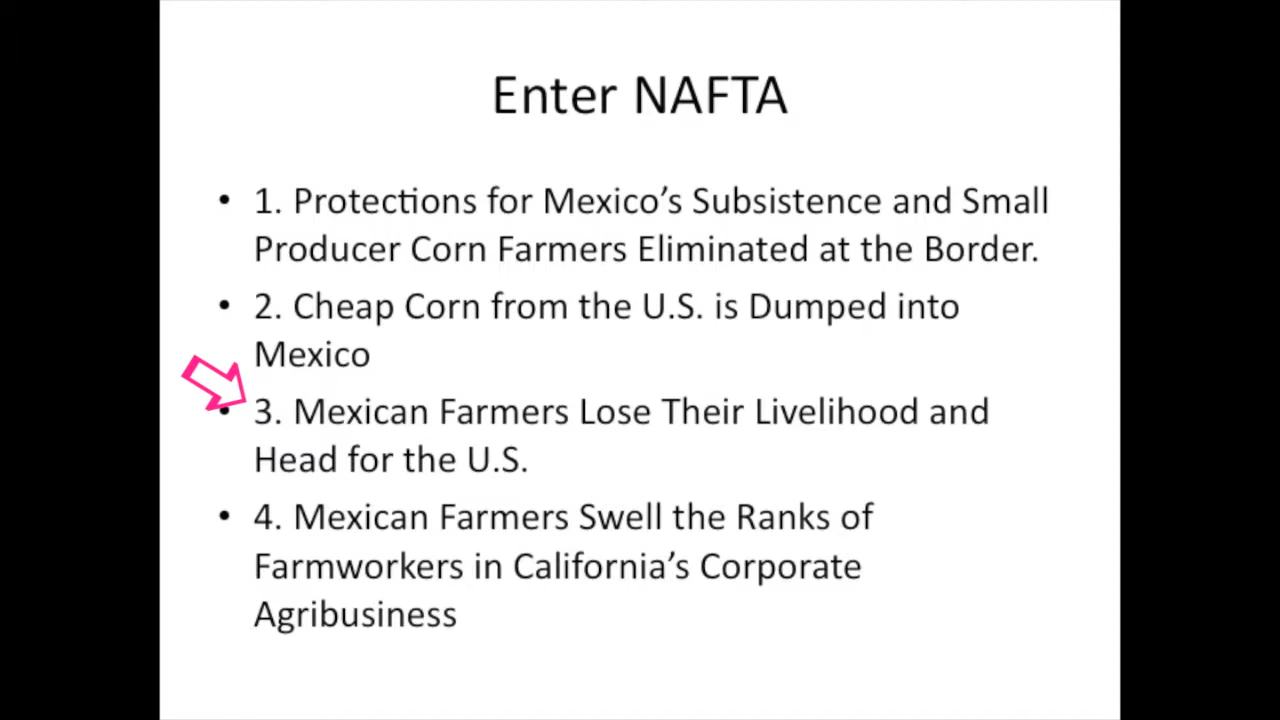 Enter NAFTA
• 1. Protections for Mexico’s Subsistence and Small
Producer Corn Farmers Eliminated at the Border.
• 2. Cheap Corn from the U.S. is Dumped into
Mexico
• 3. Mexican Farmers Lose Their Livelihood and
Head for the U.S.
• 4. Mexican Farmers Swell the Ranks of
Farmworkers in California’s Corporate
Agribusiness